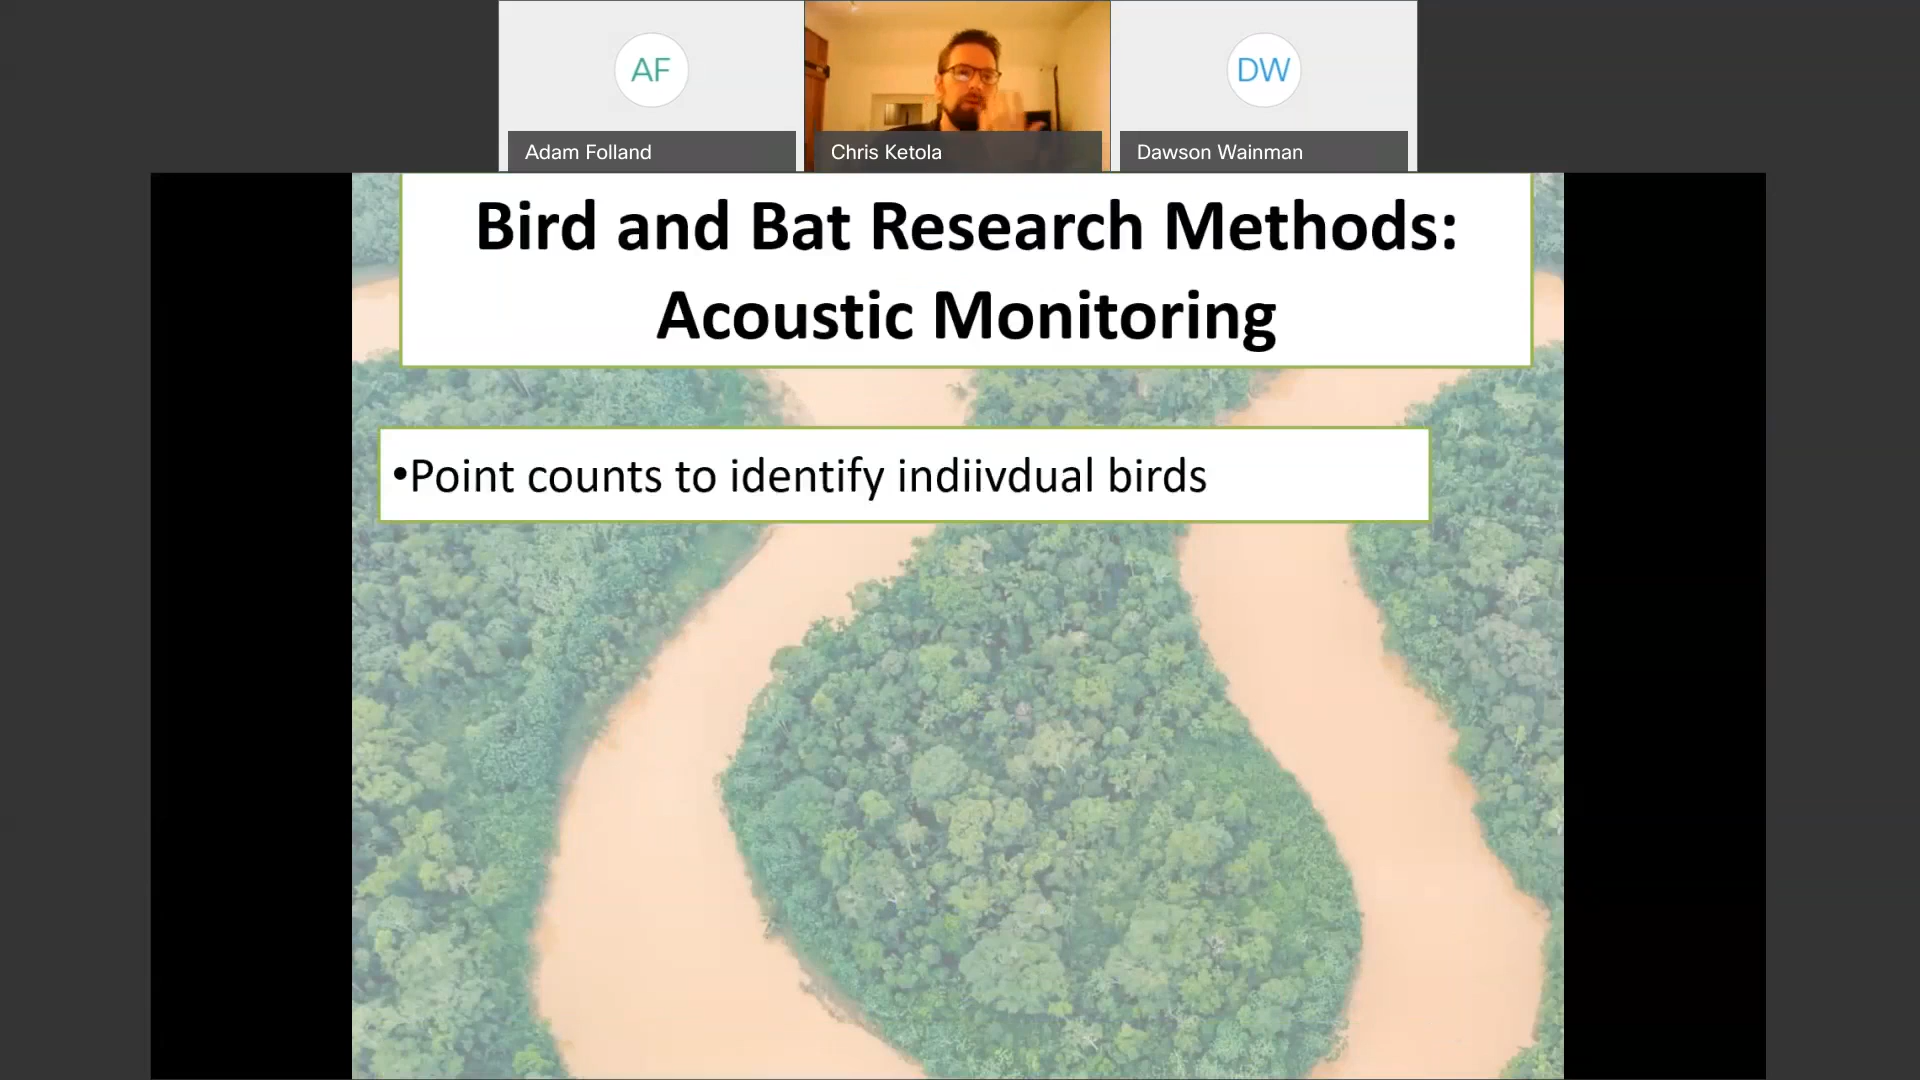 AF
DW
Adam Folland
Chris Ketola
Dawson Wainman
Bird and Bat Research Methods:
Acoustic Monitoring
•Point counts to identify indiivdual birds